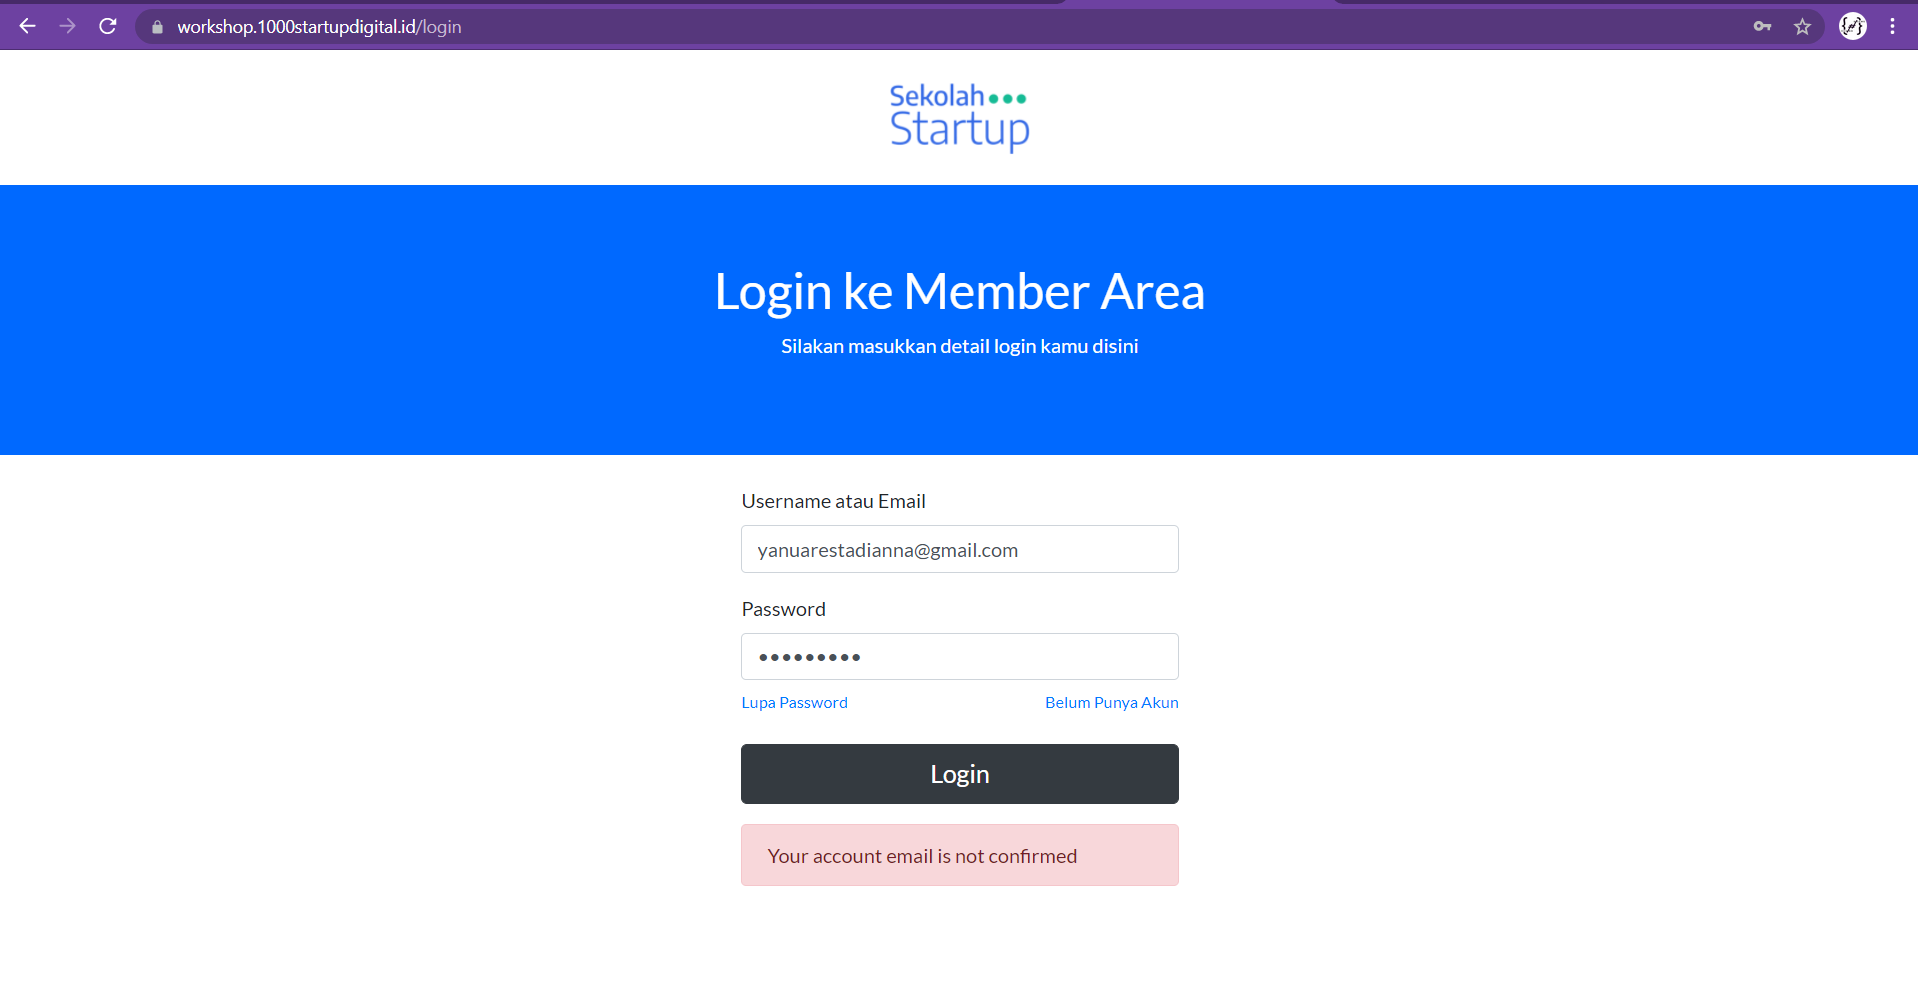 workshop.1000startupdigital.id/login
Sekolah
Startup
Login ke Member Area
Silakan masukkan detail login kamu disini
Username atau Email
yanuarestadianna@gmail.com
Password
•••••••••
Lupa Password Belum Punya Akun
Login
Your account email is not confirmed